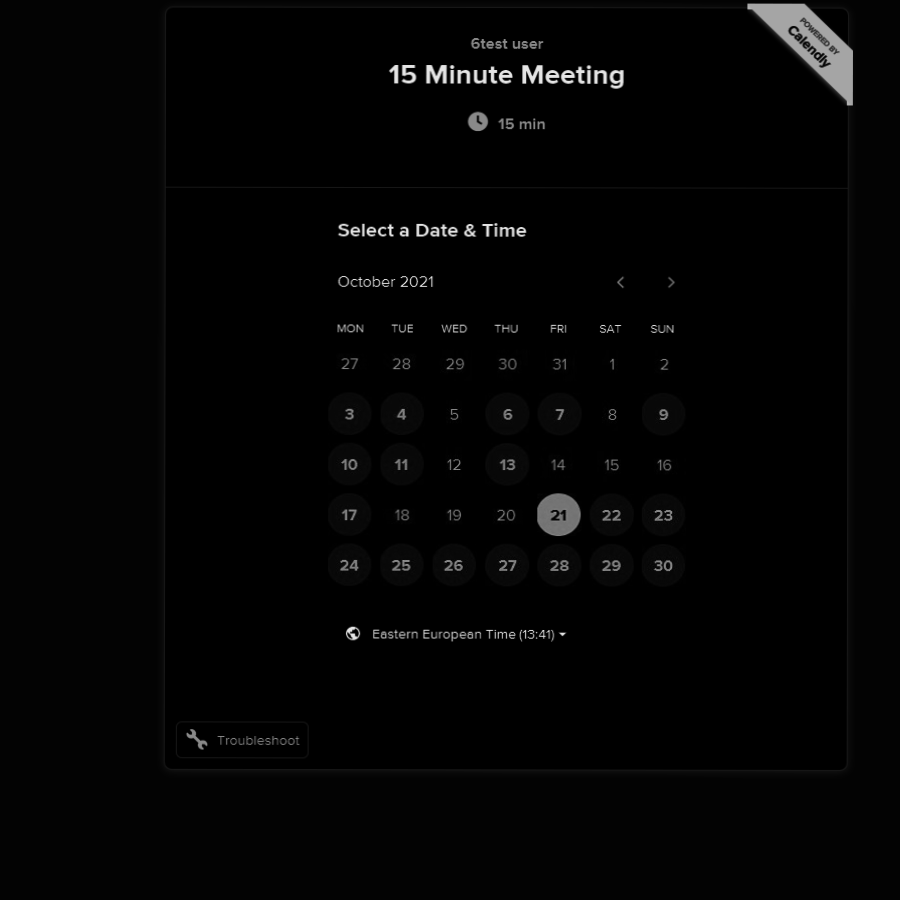 POWERED BY
Calendly
6test user
15 Minute Meeting
15 min
Select a Date & Time
October 2021
MON TUE WED THU FRI SAT SUN
27 28 29 30 31 1 2
3 4 5 6 7 8 9
10 11 12 13 14 15 16
17 18 19 20 21 22 23
24 25 26 27 28 29 30
Eastern European Time (13:41)
Troubleshoot